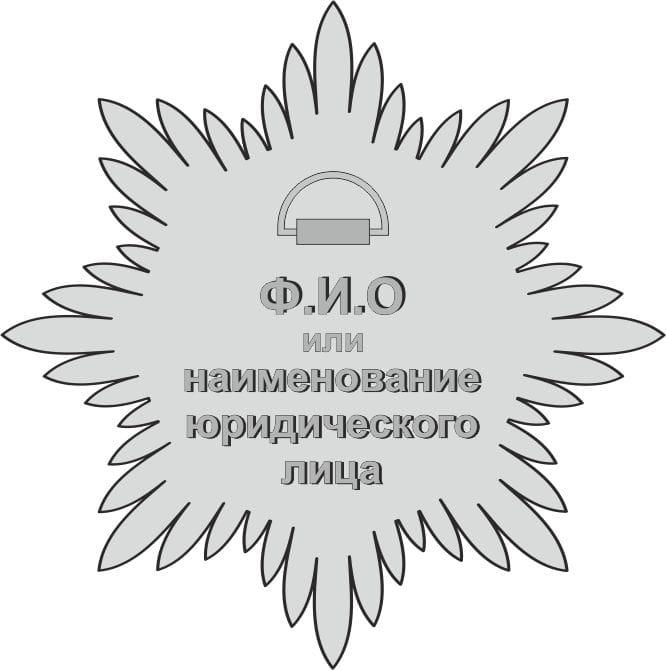 Ф.И.О
или
наименование
юридического
лица